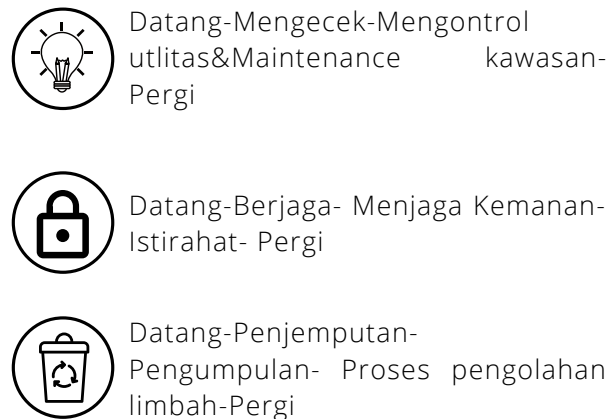 Datang-Mengecek-Mengontrol
utlitas&Maintenance kawasan-
Pergi
Datang-Berjaga- Menjaga Kemanan-
Istirahat- Pergi
Datang-Penjemputan-
Pengumpulan- Proses pengolahan
limbah-Pergi